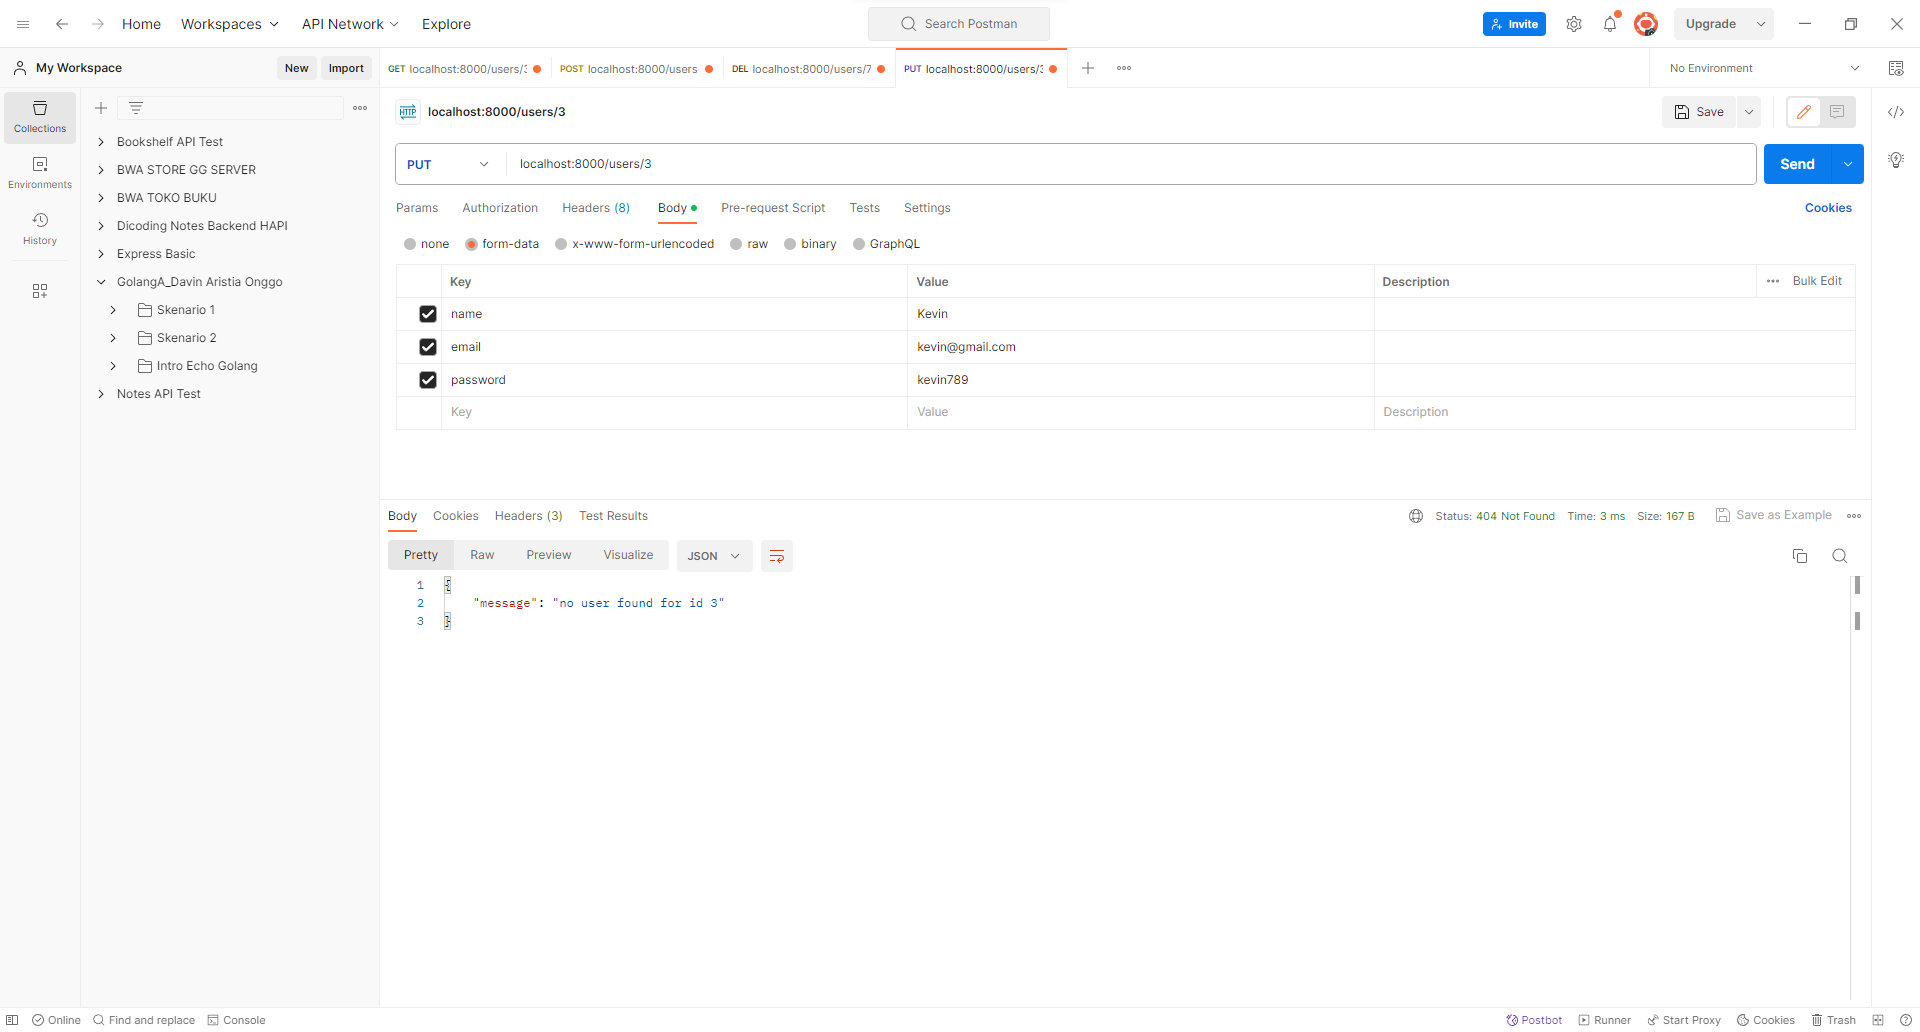 Home Workspaces API Network Explore Search Postman Invite Upgrade
My Workspace New Import GET localhost:8000/users/3 POST localhost:8000/users DEL localhost:8000/users/7 PUT localhost:8000/users/3 No Environment
Collections
Environments
History
Bookshelf API Test
BWA STORE GG SERVER
BWA TOKO BUKU
Dicoding Notes Backend HAPI
Express Basic
GolangA_Davin Aristia Onggo
Skenario 1
Skenario 2
Intro Echo Golang
Notes API Test
HTTP localhost:8000/users/3 Save
PUT localhost:8000/users/3 Send
Params Authorization Headers (8) Body Pre-request Script Tests Settings Cookies
none form-data x-www-form-urlencoded raw binary GraphQL
Key Value Description Bulk Edit
name Kevin
email kevin@gmail.com
password kevin789
Key Value Description
Body Cookies Headers (3) Test Results Status: 404 Not Found Time: 3 ms Size: 167 B Save as Example
Pretty Raw Preview Visualize JSON
1 {
2 "message": "no user found for id 3"
3 }
Online Find and replace Console Postbot Runner Start Proxy Cookies Trash